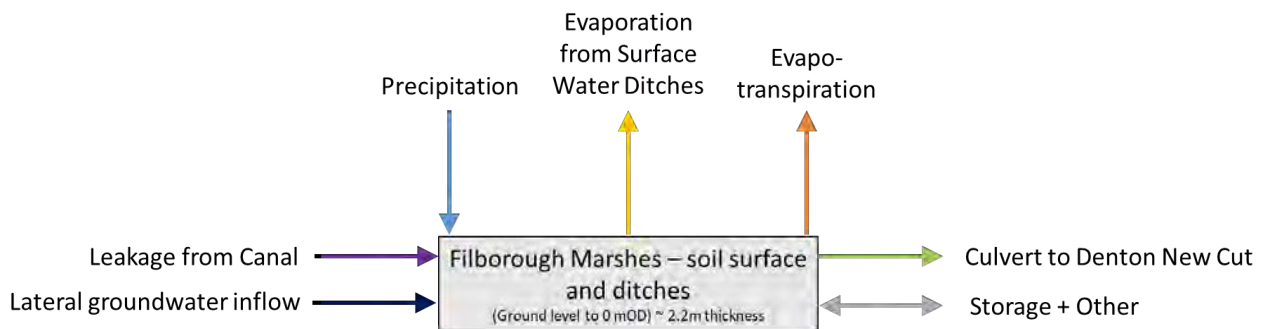 Evaporation
from Surface
Water Ditches
Evapo-
transpiration
Precipitation
Leakage from Canal
Lateral groundwater inflow
Filborough Marshes – soil surface
and ditches
(Ground level to 0 mOD) ~ 2.2m thickness
Culvert to Denton New Cut
Storage + Other